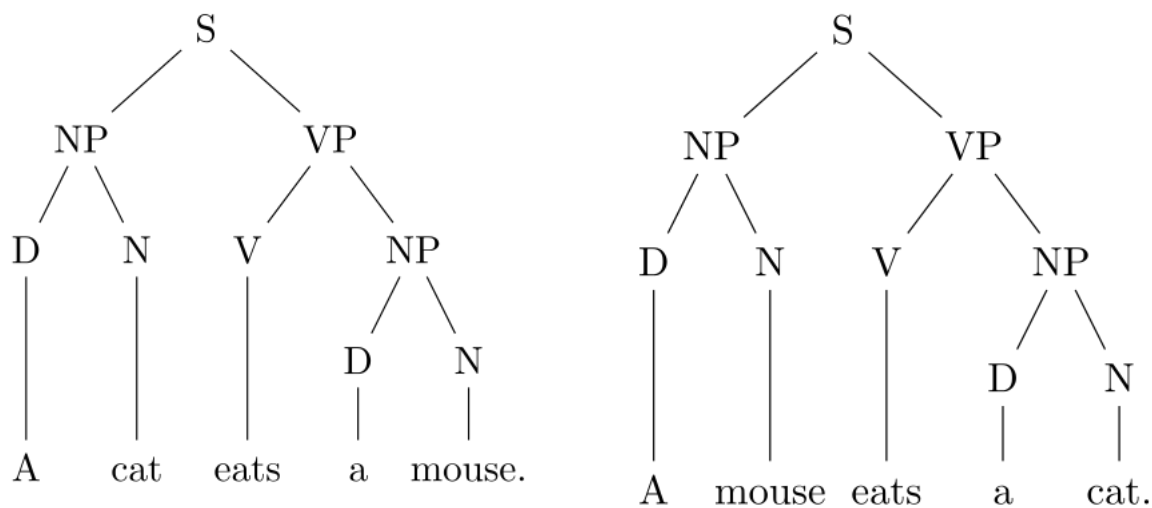 S
NP VP
D N V NP
D N
A cat eats a mouse.
S
NP VP
D N V NP
D N
A mouse eats a cat.